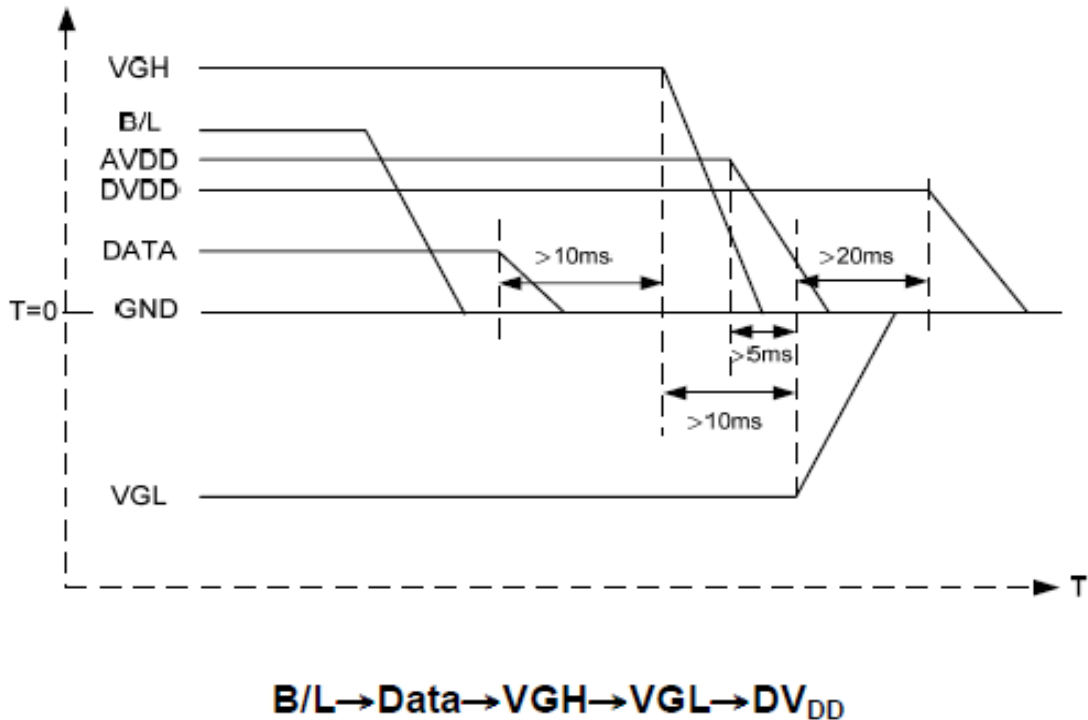 VGH
B/L
AVDD
DVDD
DATA
>10ms
>20ms
T=0
GND
>5ms
>10ms
VGL
T
B/L→Data→VGH→VGL→DVDD